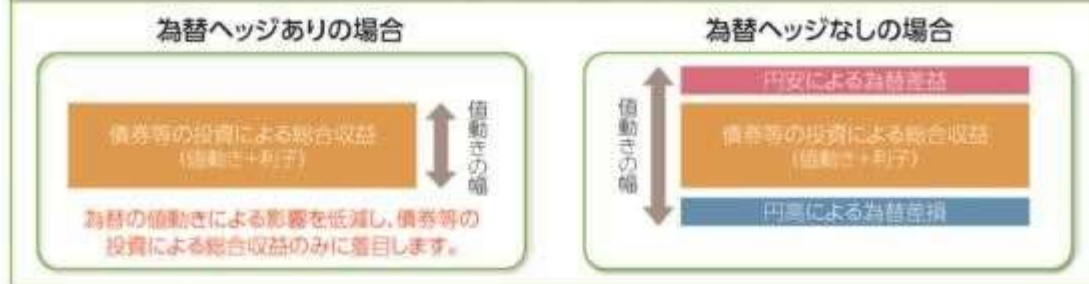 為替ヘッジありの場合
債券等の投資による総合収益
(値動き+利子)
値動きの幅
為替の値動きによる影響を低減し、債券等の
投資による総合収益のみに着目します。
為替ヘッジなしの場合
値動きの幅
円安による為替差益
債券等の投資による総合収益
(値動き+利子)
円高による為替差損